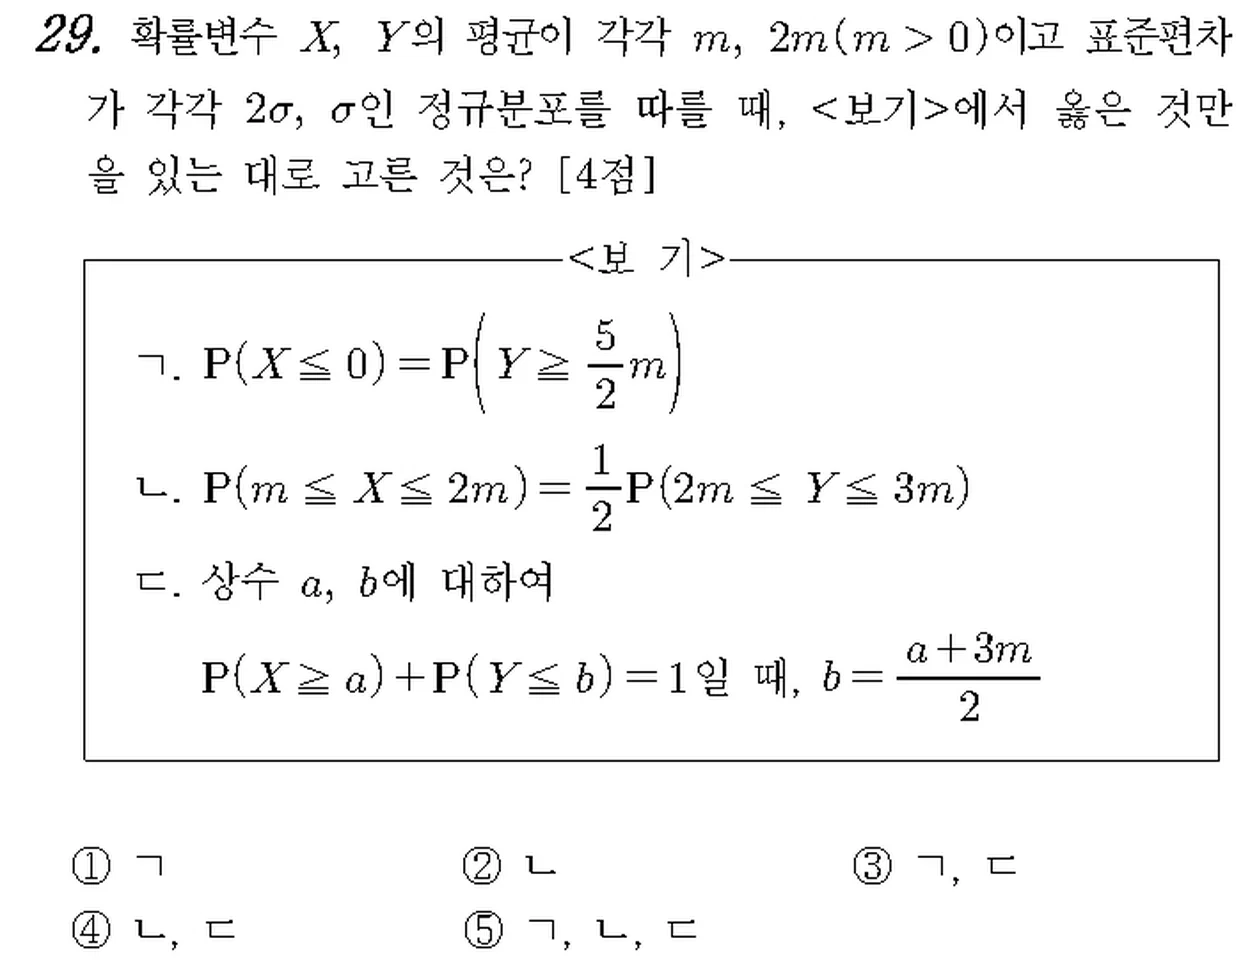 29. 확률변수 X, Y의 평균이 각각 m, 2m(m > 0)이고 표준편차
가 각각 2σ, σ인 정규분포를 따를 때, <보기>에서 옳은 것만
을 있는 대로 고른 것은? [4점]
<보 기>
ㄱ. P(X ≦ 0) = P(Y ≧ 5/2 m)
ㄴ. P(m ≦ X ≦ 2m) = 1/2 P(2m ≦ Y ≦ 3m)
ㄷ. 상수 a, b에 대하여
P(X ≧ a) + P(Y ≦ b) = 1일 때, b = (a+3m)/2
① ㄱ ② ㄴ ③ ㄱ, ㄷ
④ ㄴ, ㄷ ⑤ ㄱ, ㄴ, ㄷ